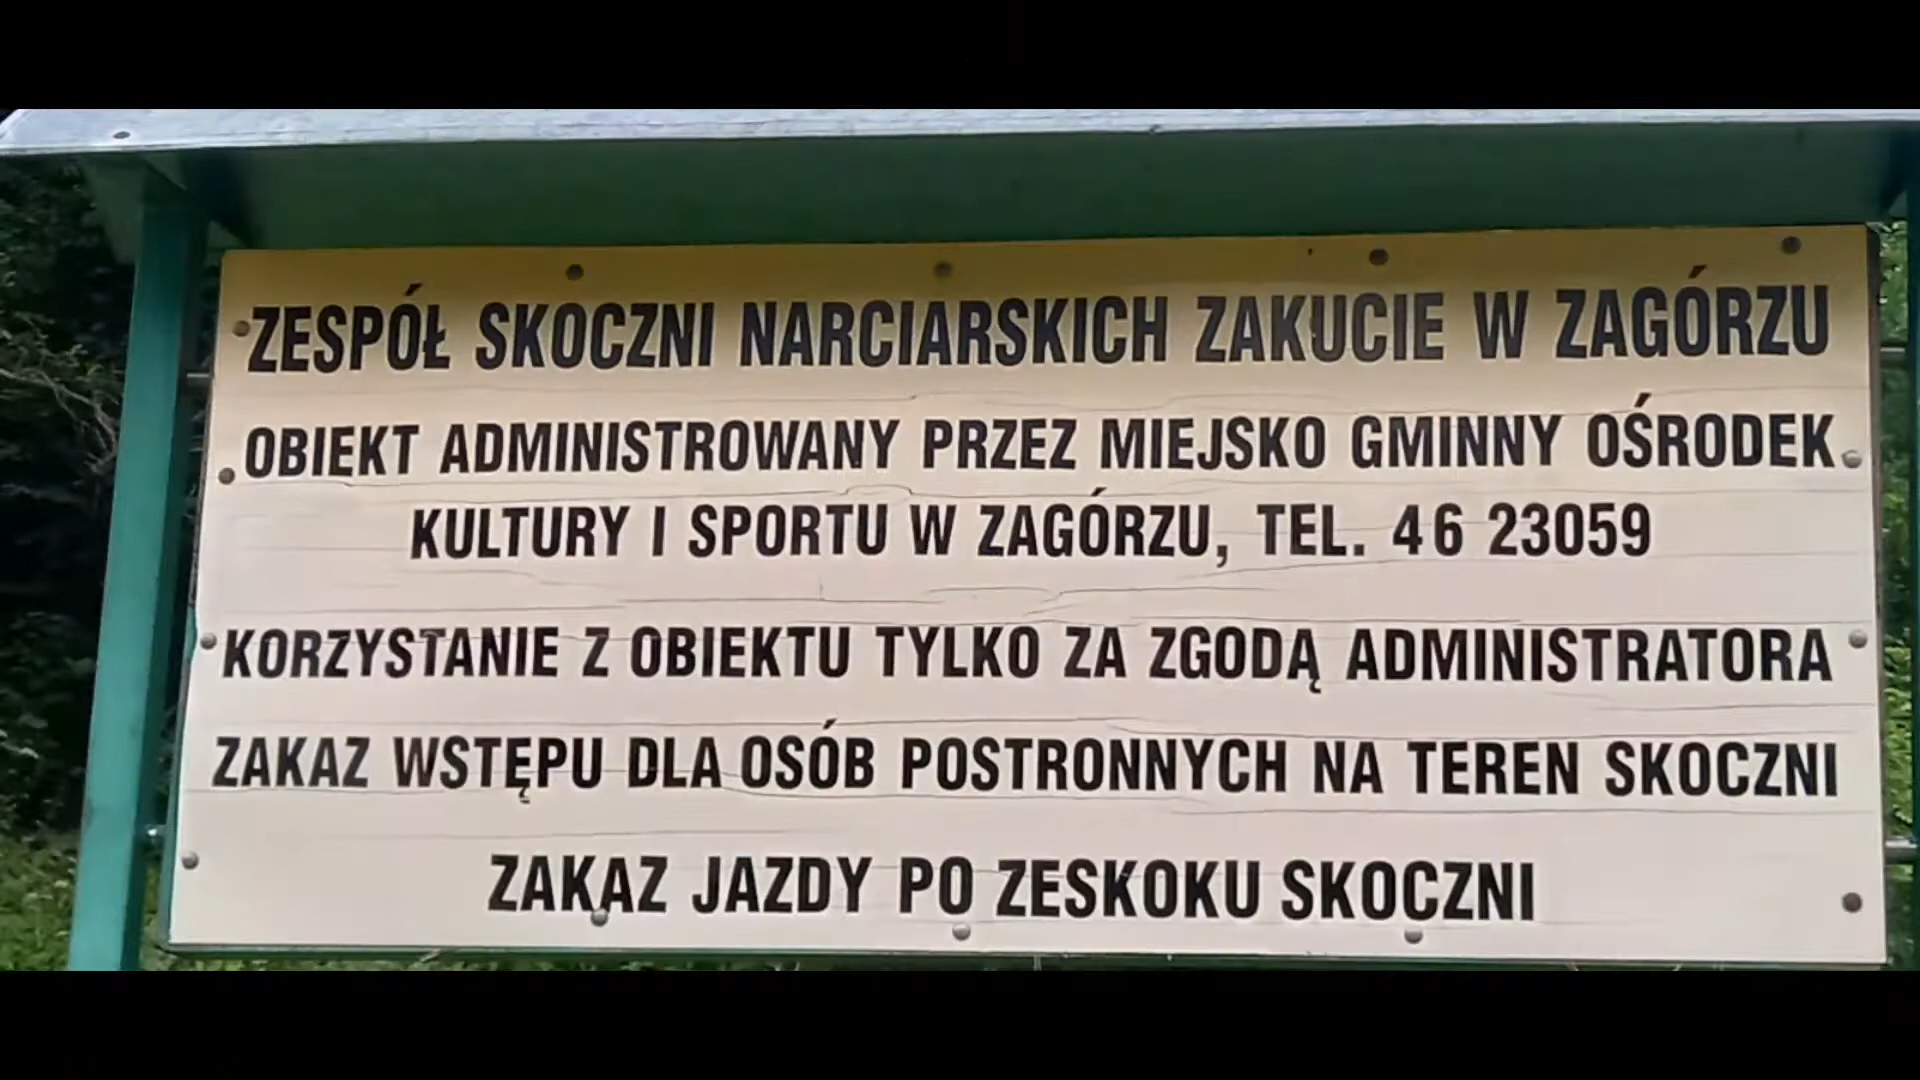 ZESPÓŁ SKOCZNI NARCIARSKICH ZAKUCIE W ZAGÓRZU
OBIEKT ADMINISTROWANY PRZEZ MIEJSKO GMINNY OŚRODEK
KULTURY I SPORTU W ZAGÓRZU, TEL. 46 23059
KORZYSTANIE Z OBIEKTU TYLKO ZA ZGODĄ ADMINISTRATORA
ZAKAZ WSTĘPU DLA OSÓB POSTRONNYCH NA TEREN SKOCZNI
ZAKAZ JAZDY PO ZESKOKU SKOCZNI